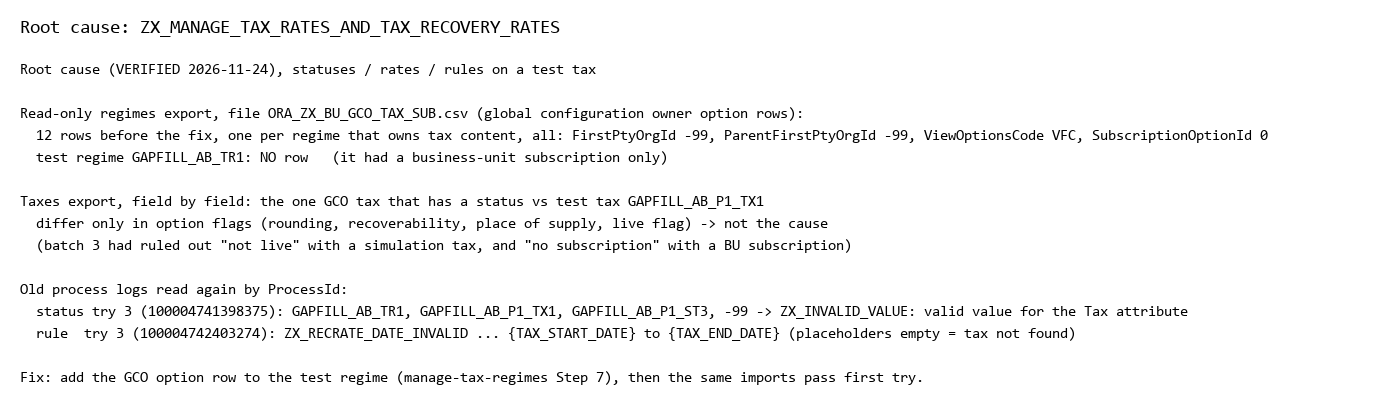 Root cause: ZX_MANAGE_TAX_RATES_AND_TAX_RECOVERY_RATES
Root cause (VERIFIED 2026-11-24), statuses / rates / rules on a test tax
Read-only regimes export, file ORA_ZX_BU_GCO_TAX_SUB.csv (global configuration owner option rows):
12 rows before the fix, one per regime that owns tax content, all: FirstPtyOrgId -99, ParentFirstPtyOrgId -99, ViewOptionsCode VFC, SubscriptionOptionId 0
test regime GAPFILL_AB_TR1: NO row   (it had a business-unit subscription only)
Taxes export, field by field: the one GCO tax that has a status vs test tax GAPFILL_AB_P1_TX1
differ only in option flags (rounding, recoverability, place of supply, live flag) -> not the cause
(batch 3 had ruled out "not live" with a simulation tax, and "no subscription" with a BU subscription)
Old process logs read again by ProcessId:
status try 3 (100004741398375): GAPFILL_AB_TR1, GAPFILL_AB_P1_TX1, GAPFILL_AB_P1_ST3, -99 -> ZX_INVALID_VALUE: valid value for the Tax attribute
rule  try 3 (100004742403274): ZX_RECRATE_DATE_INVALID ... {TAX_START_DATE} to {TAX_END_DATE} (placeholders empty = tax not found)
Fix: add the GCO option row to the test regime (manage-tax-regimes Step 7), then the same imports pass first try.